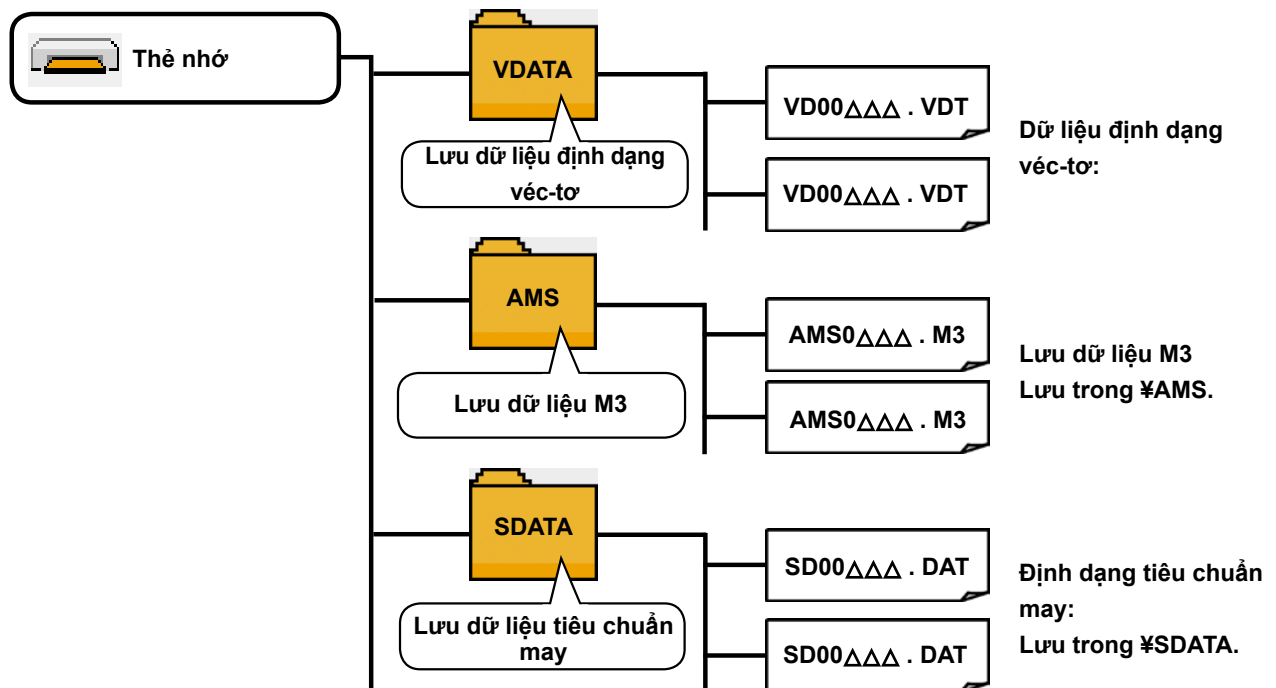 Thẻ nhớ
VDATA
Lưu dữ liệu định dạng
véc-tơ
VD00△△△ . VDT
VD00△△△ . VDT
Dữ liệu định dạng
véc-tơ:
AMS
Lưu dữ liệu M3
AMS0△△△ . M3
AMS0△△△ . M3
Lưu dữ liệu M3
Lưu trong ¥AMS.
SDATA
Lưu dữ liệu tiêu chuẩn
may
SD00△△△ . DAT
SD00△△△ . DAT
Định dạng tiêu chuẩn
may:
Lưu trong ¥SDATA.